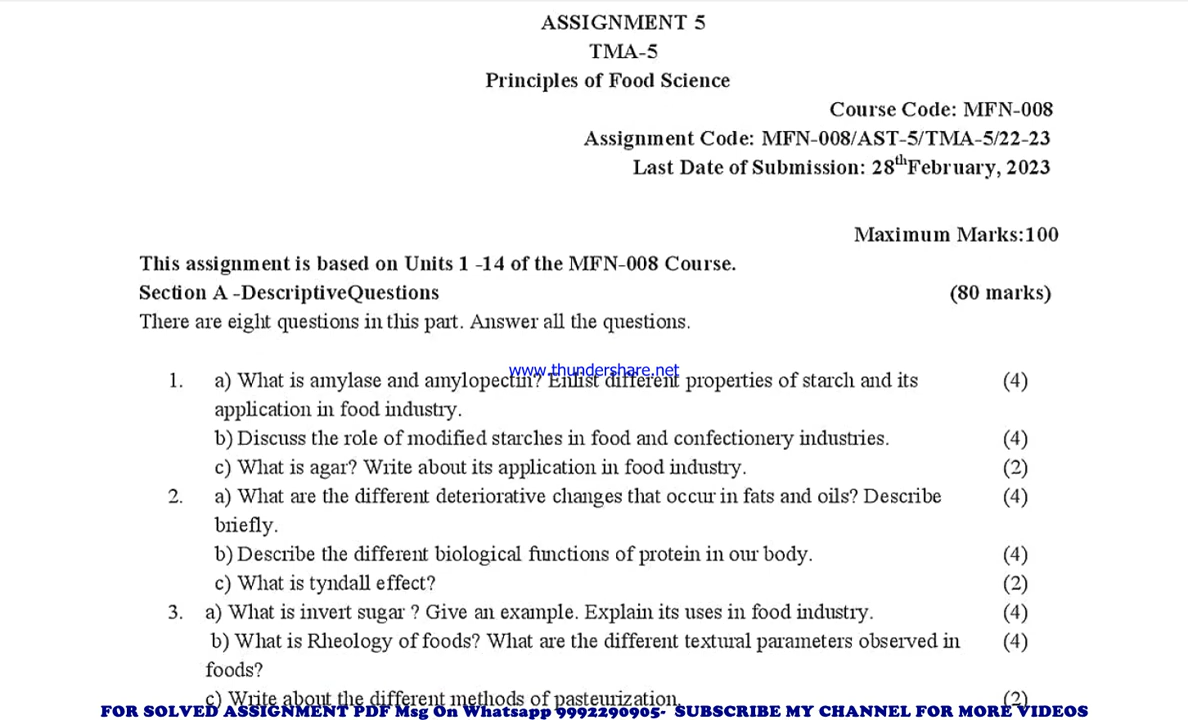 ASSIGNMENT 5
TMA-5
Principles of Food Science
Course Code: MFN-008
Assignment Code: MFN-008/AST-5/TMA-5/22-23
Last Date of Submission: 28thFebruary, 2023
Maximum Marks:100
This assignment is based on Units 1 -14 of the MFN-008 Course.
Section A -DescriptiveQuestions (80 marks)
There are eight questions in this part. Answer all the questions.
www.thundershare.net
1. a) What is amylase and amylopectin? Enlist different properties of starch and its (4)
application in food industry.
b) Discuss the role of modified starches in food and confectionery industries. (4)
c) What is agar? Write about its application in food industry. (2)
2. a) What are the different deteriorative changes that occur in fats and oils? Describe (4)
briefly.
b) Describe the different biological functions of protein in our body. (4)
c) What is tyndall effect? (2)
3. a) What is invert sugar ? Give an example. Explain its uses in food industry. (4)
b) What is Rheology of foods? What are the different textural parameters observed in (4)
foods?
c) Write about the different methods of pasteurization. (2)
FOR SOLVED ASSIGNMENT PDF Msg On Whatsapp 9992290905- SUBSCRIBE MY CHANNEL FOR MORE VIDEOS